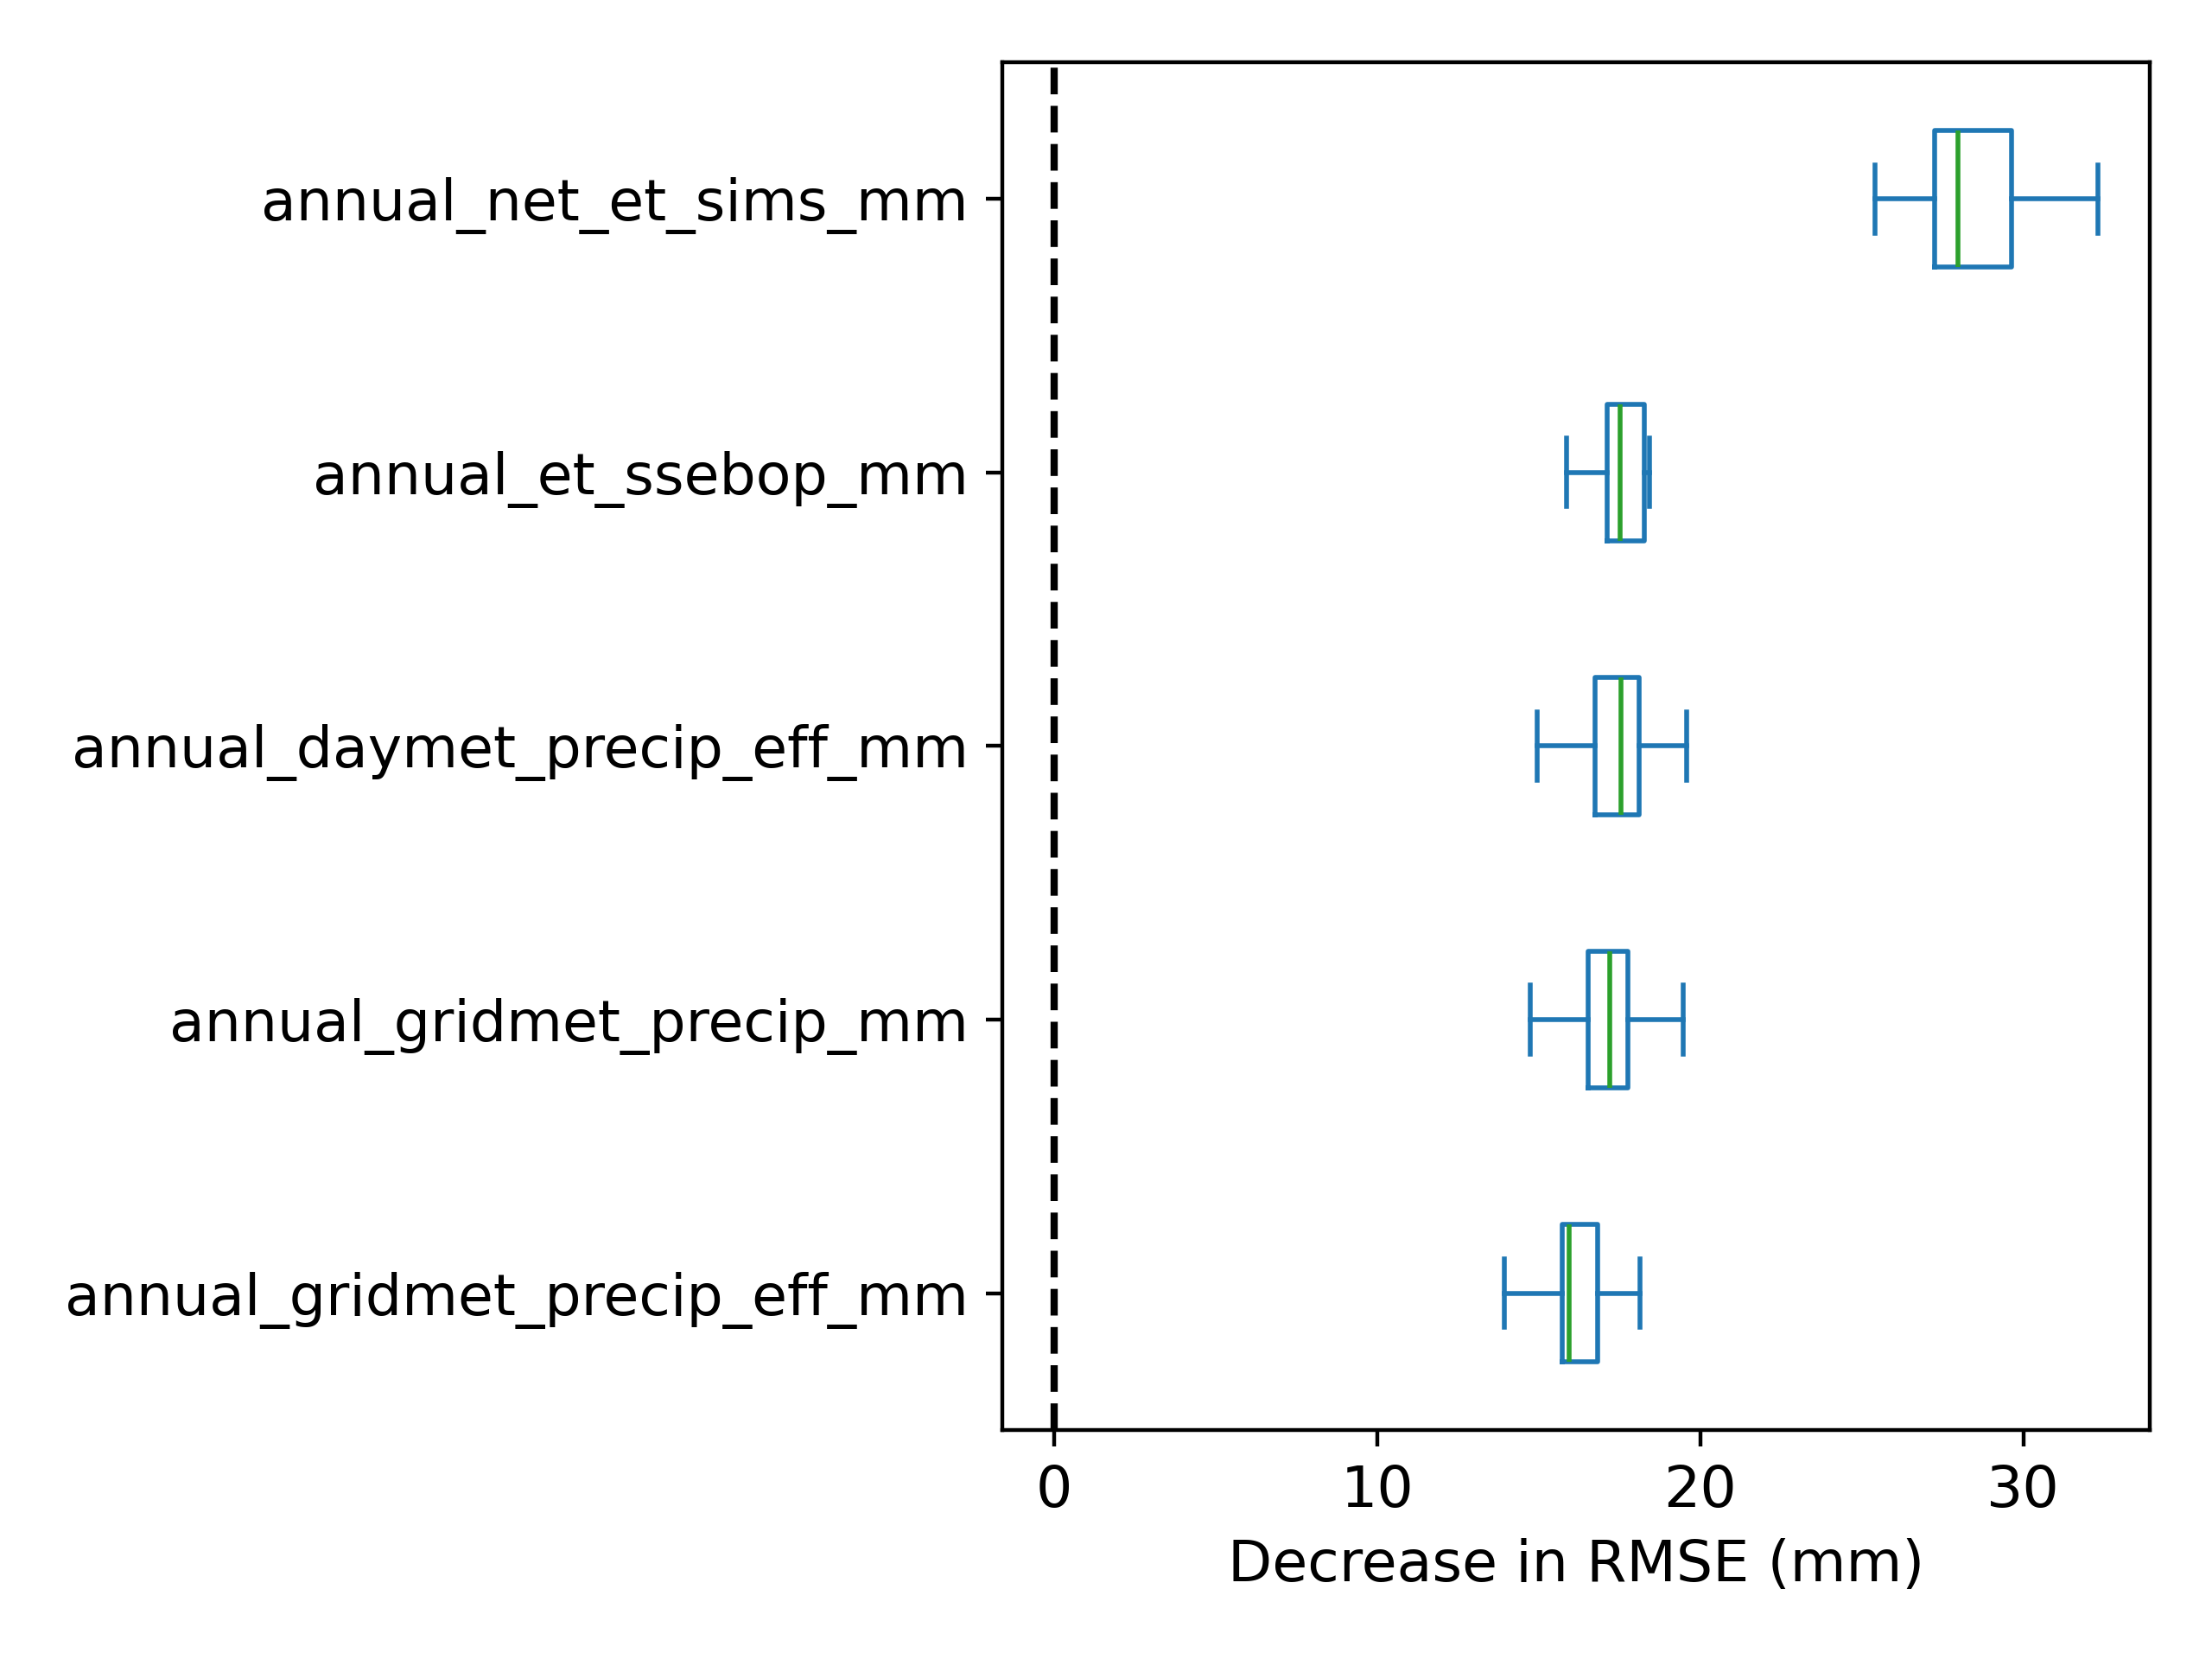 annual_net_et_sims_mm
annual_et_ssebop_mm
annual_daymet_precip_eff_mm
annual_gridmet_precip_mm
annual_gridmet_precip_eff_mm
0 10 20 30
Decrease in RMSE (mm)